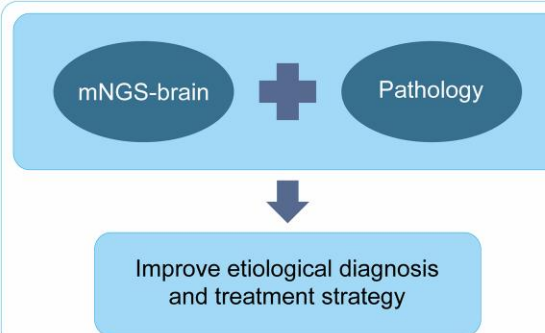 mNGS-brain
Pathology
Improve etiological diagnosis
and treatment strategy